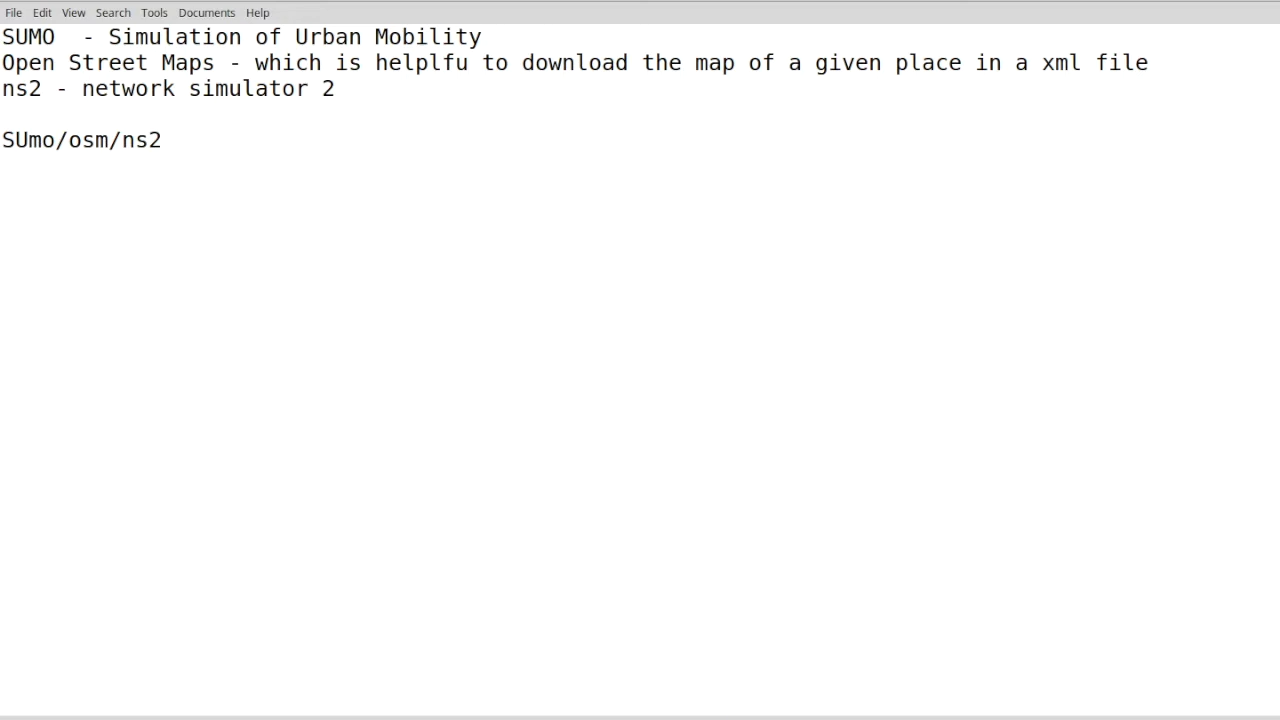 File Edit View Search Tools Documents Help
SUMO  - Simulation of Urban Mobility
Open Street Maps - which is helplfu to download the map of a given place in a xml file
ns2 - network simulator 2
SUmo/osm/ns2